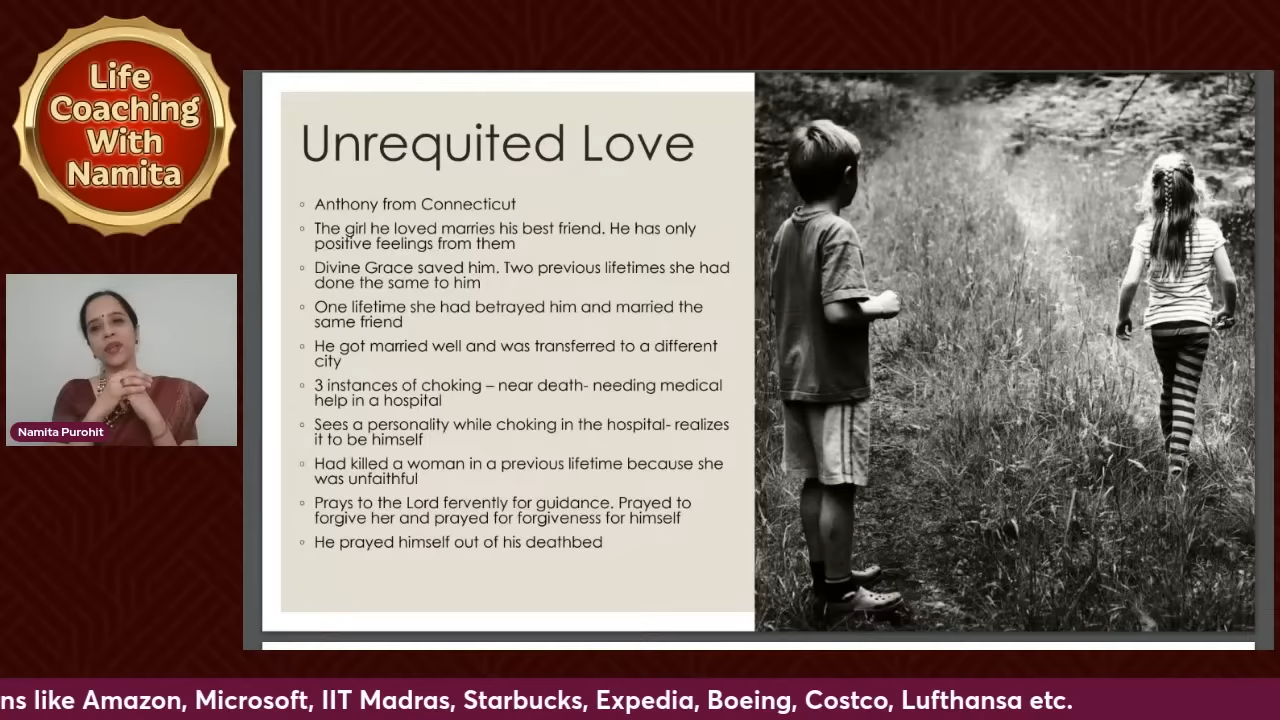 Life
Coaching
With
Namita
Namita Purohit
Unrequited Love
Anthony from Connecticut
The girl he loved marries his best friend. He has only
positive feelings from them
Divine Grace saved him. Two previous lifetimes she had
done the same to him
One lifetime she had betrayed him and married the
same friend
He got married well and was transferred to a different
city
3 instances of choking – near death- needing medical
help in a hospital
Sees a personality while choking in the hospital- realizes
it to be himself
Had killed a woman in a previous lifetime because she
was unfaithful
Prays to the Lord fervently for guidance. Prayed to
forgive her and prayed for forgiveness for himself
He prayed himself out of his deathbed
ns like Amazon, Microsoft, IIT Madras, Starbucks, Expedia, Boeing, Costco, Lufthansa etc.